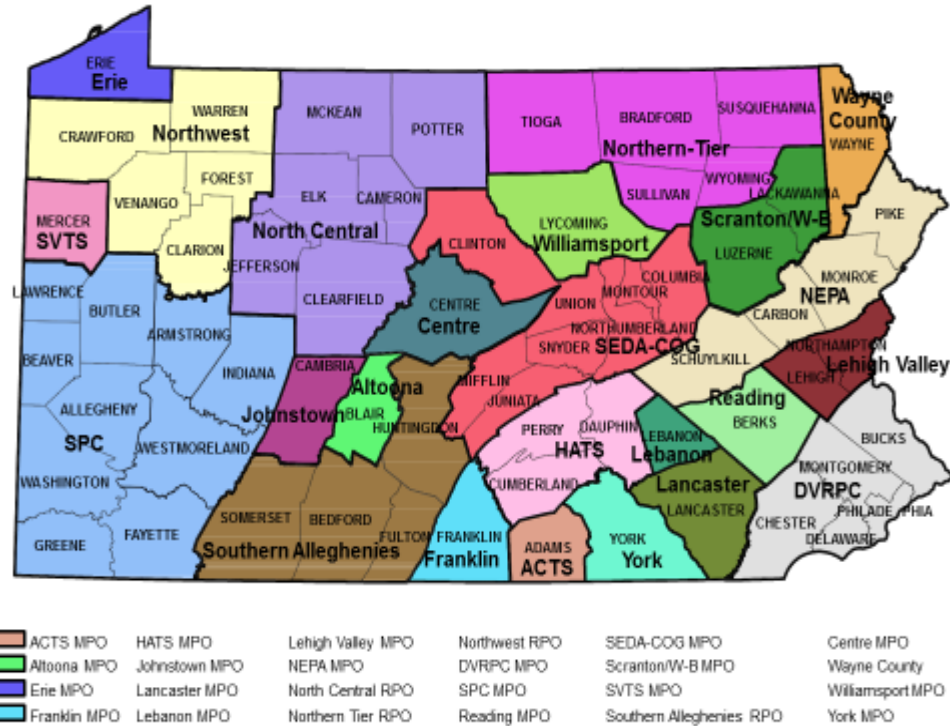 ERIE
Erie
WARREN
CRAWFORD
Northwest
FOREST
VENANGO
CLARION
MCKEAN
POTTER
ELK
CAMERON
North Central
JEFFERSON
CLEARFIELD
TIOGA
BRADFORD
SUSQUEHANNA
Northern-Tier
WYOMING
SULLIVAN
Wayne
County
WAYNE
LACKAWANNA
Scranton/W-B
LUZERNE
PIKE
MONROE
NEPA
CARBON
SCHUYLKILL
MERCER
SVTS
LYCOMING
Williamsport
CLINTON
COLUMBIA
MONTOUR
UNION
NORTHUMBERLAND
SNYDER
SEDA-COG
MIFFLIN
JUNIATA
CENTRE
Centre
LAWRENCE
BUTLER
ARMSTRONG
BEAVER
INDIANA
ALLEGHENY
SPC
WESTMORELAND
WASHINGTON
GREENE
FAYETTE
CAMBRIA
Johnstown
Altoona
BLAIR
HUNTINGDON
SOMERSET
BEDFORD
FULTON
Southern Alleghenies
FRANKLIN
Franklin
PERRY
DAUPHIN
HATS
CUMBERLAND
ADAMS
ACTS
YORK
York
LEBANON
Lebanon
Lancaster
LANCASTER
Reading
BERKS
NORTHAMPTON
Lehigh Valley
LEHIGH
BUCKS
MONTGOMERY
DVRPC
PHILADE PHIA
CHESTER
DELAWARE
ACTS MPO HATS MPO Lehigh Valley MPO Northwest RPO SEDA-COG MPO Centre MPO
Altoona MPO Johnstown MPO NEPA MPO DVRPC MPO Scranton/W-B MPO Wayne County
Erie MPO Lancaster MPO North Central RPO SPC MPO SVTS MPO Williamsport MPO
Franklin MPO Lebanon MPO Northern Tier RPO Reading MPO Southern Alleghenies RPO York MPO